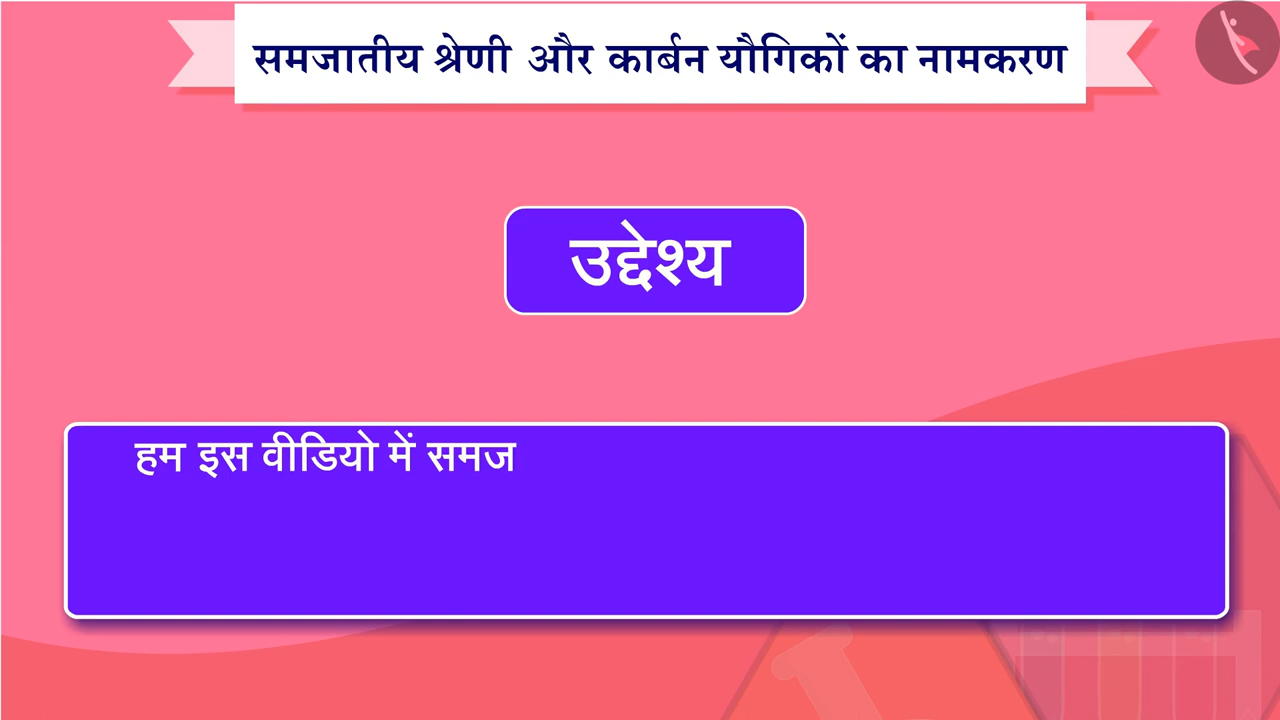 समजातीय श्रेणी और कार्बन यौगिकों का नामकरण
उद्देश्य
हम इस वीडियो में समज